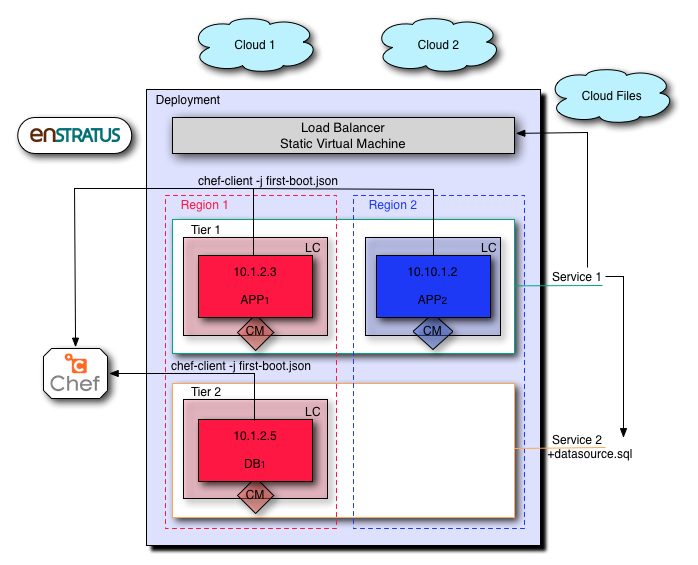 Cloud 1
Cloud 2
Cloud Files
Deployment
enSTRATUS
Load Balancer
Static Virtual Machine
chef-client -j first-boot.json
Region 1
Region 2
Tier 1
LC
10.1.2.3
APP1
CM
LC
10.10.1.2
APP2
CM
Service 1
Chef
chef-client -j first-boot.json
Tier 2
LC
10.1.2.5
DB1
CM
Service 2
+datasource.sql